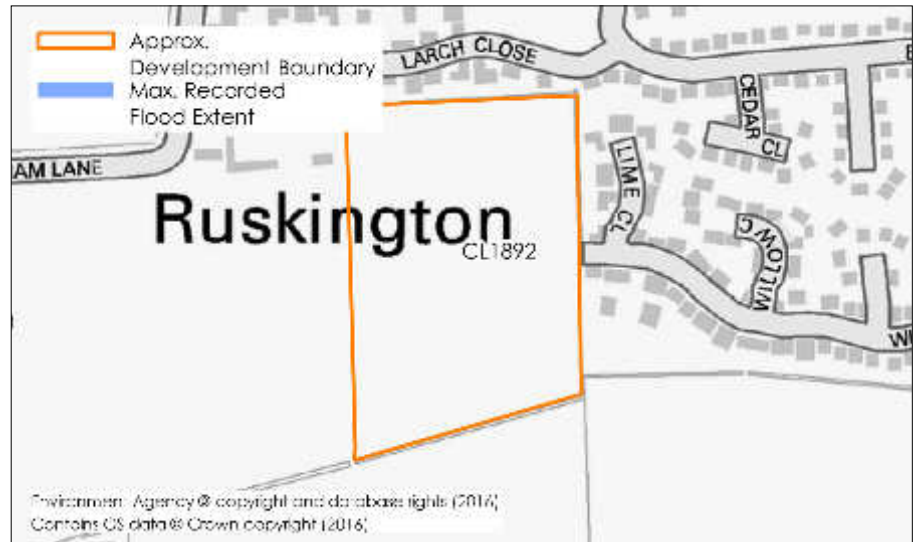 Approx.
Development Boundary
Max. Recorded
Flood Extent
LARCH CLOSE
CEDAR
CL
AM LANE
LIME CL
Ruskington
CL1892
WILLOW C
Environment Agency © copyright and database rights (2016)
Contains OS data © Crown copyright (2016)